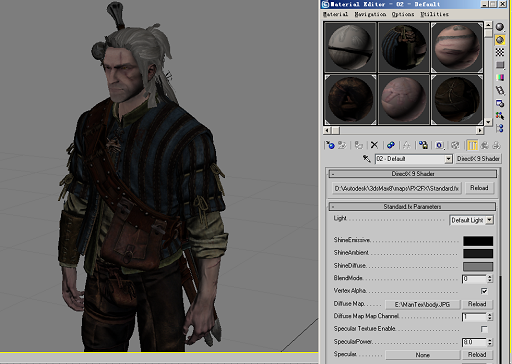 Material Editor - 02 - Default
Material Navigation Options Utilities
02 - Default
DirectX 9 Shader
DirectX 9 Shader
D:\Autodesk\3dsMax8\maps\FX2FX\Standard.fx
Reload
Standard.fx Parameters
Light
Default Light
ShineEmissive
ShineAmbient
ShineDiffuse
BlendMode
0
Vertex Alpha
Diffuse Map
E:\ManTex\body.JPG
Reload
Diffuse Map Map Channel
1
Specular Texture Enable
SpecularPower
8.0
Specular
None
Reload